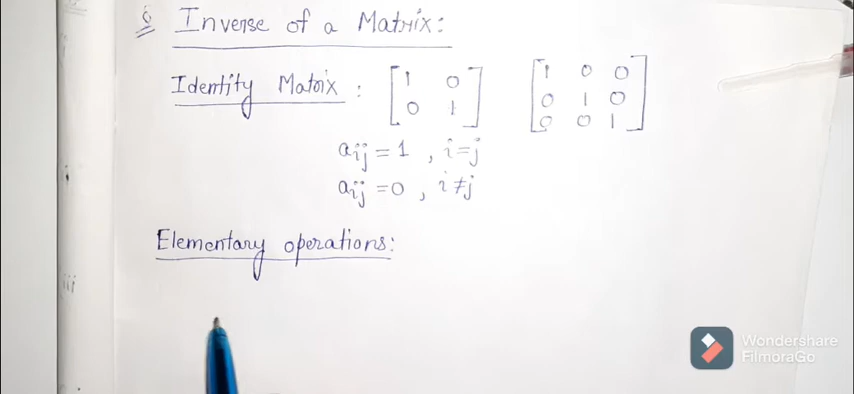 § Inverse of a Matrix:
Identity Matrix : [1 0 [1 0 0
0 1] 0 1 0
0 0 1]
aij = 1 , i=j
aij =0 , i≠j
Elementary operations:
iii
Wondershare
FilmoraGo